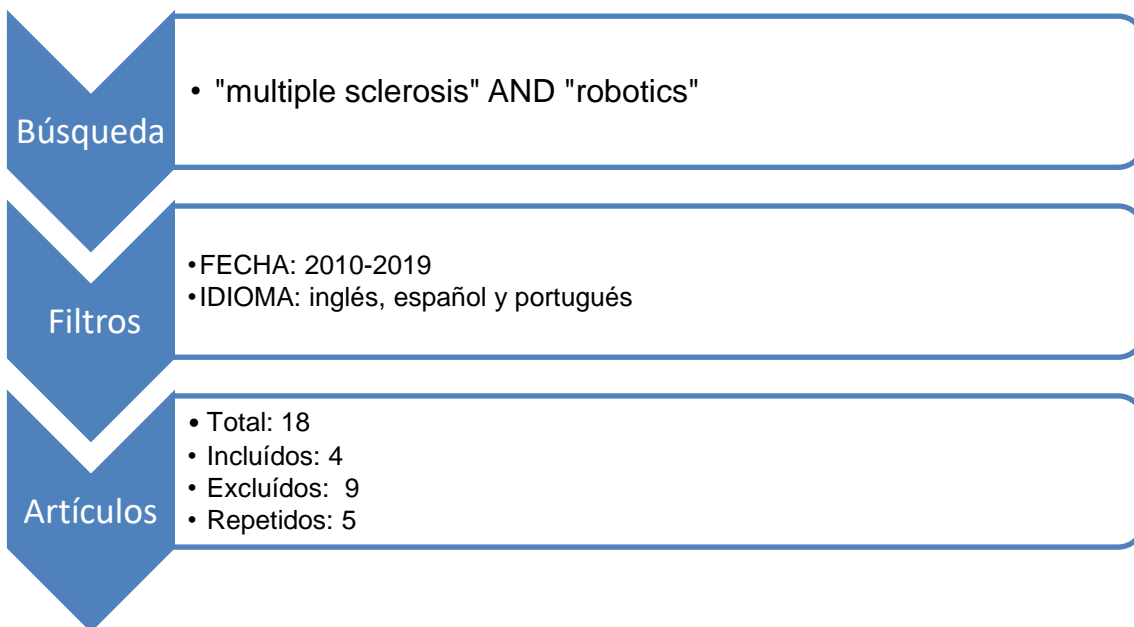 Búsqueda
• "multiple sclerosis" AND "robotics"
Filtros
•FECHA: 2010-2019
•IDIOMA: inglés, español y portugués
Artículos
• Total: 18
• Incluídos: 4
• Excluídos:  9
• Repetidos: 5